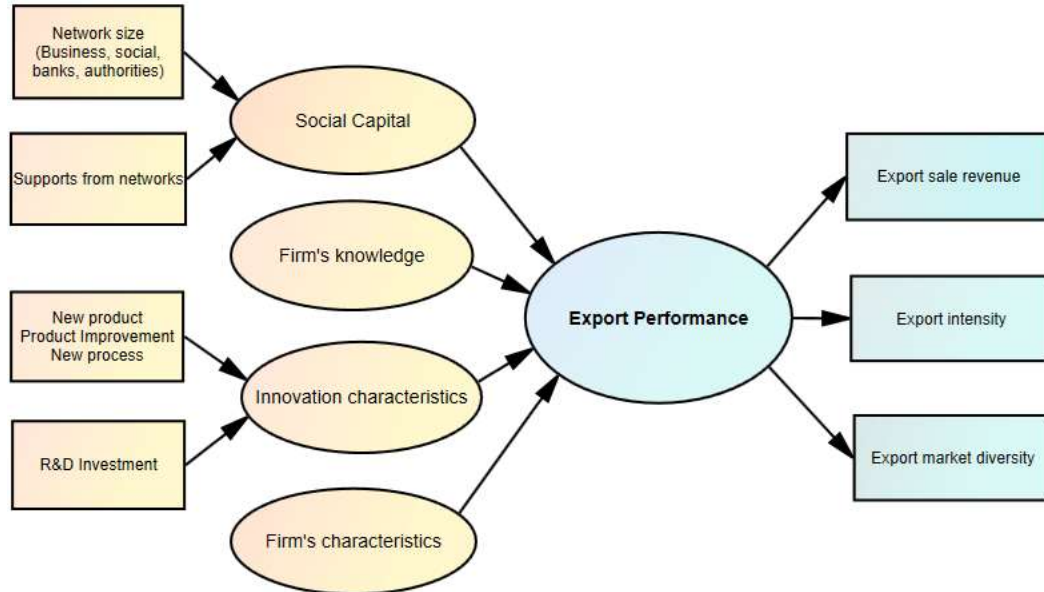 Network size
(Business, social,
banks, authorities)
Social Capital
Supports from networks
Export sale revenue
Firm's knowledge
New product
Product Improvement
New process
Export Performance
Export intensity
Innovation characteristics
R&D Investment
Export market diversity
Firm's characteristics